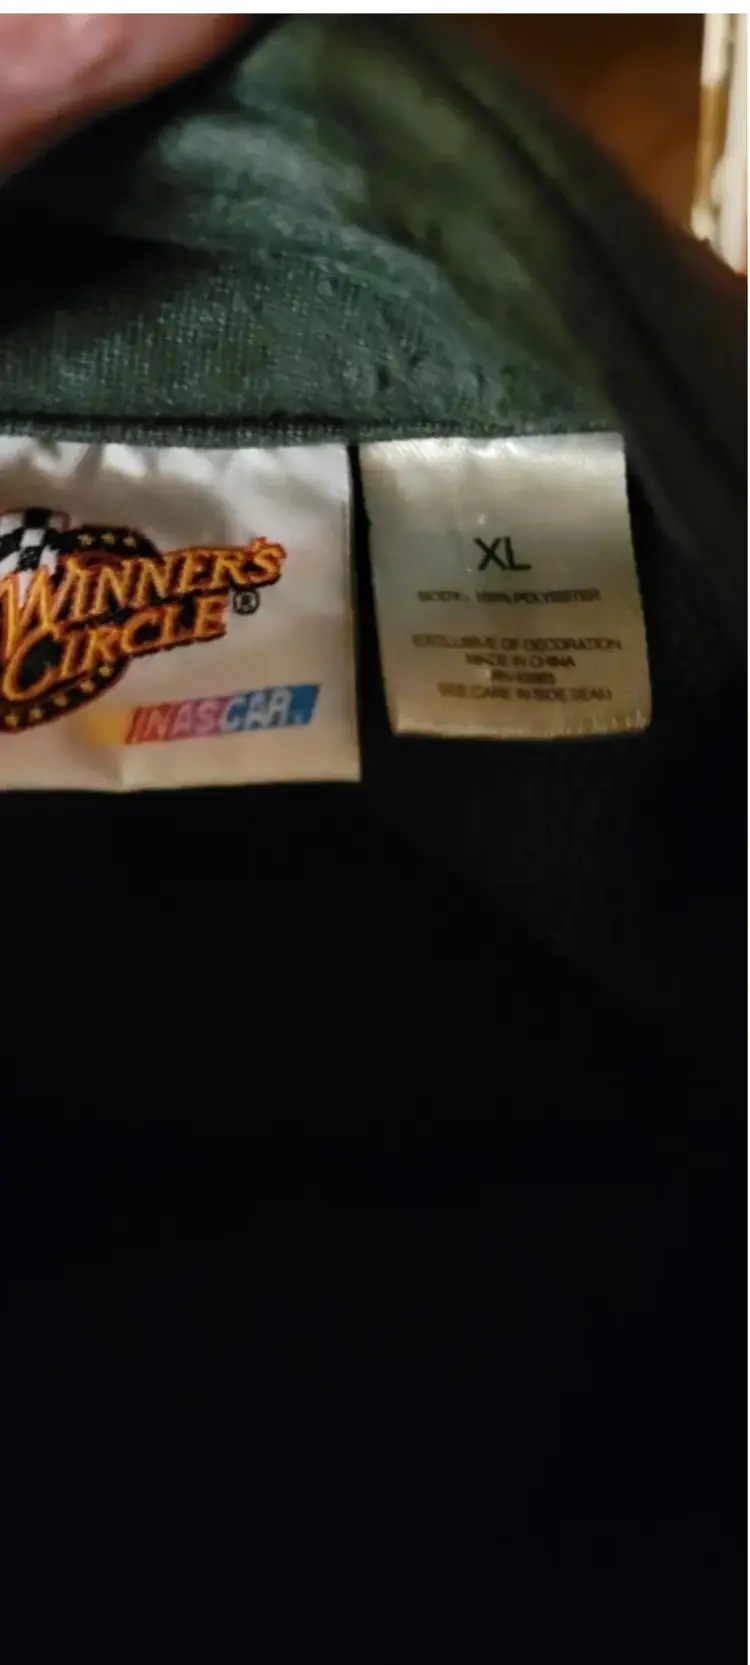 WINNER'S
CIRCLE®
NASCAR
XL
BODY: 100% POLYESTER
EXCLUSIVE OF DECORATION
MADE IN CHINA
SEE CARE IN SIDE SEAM